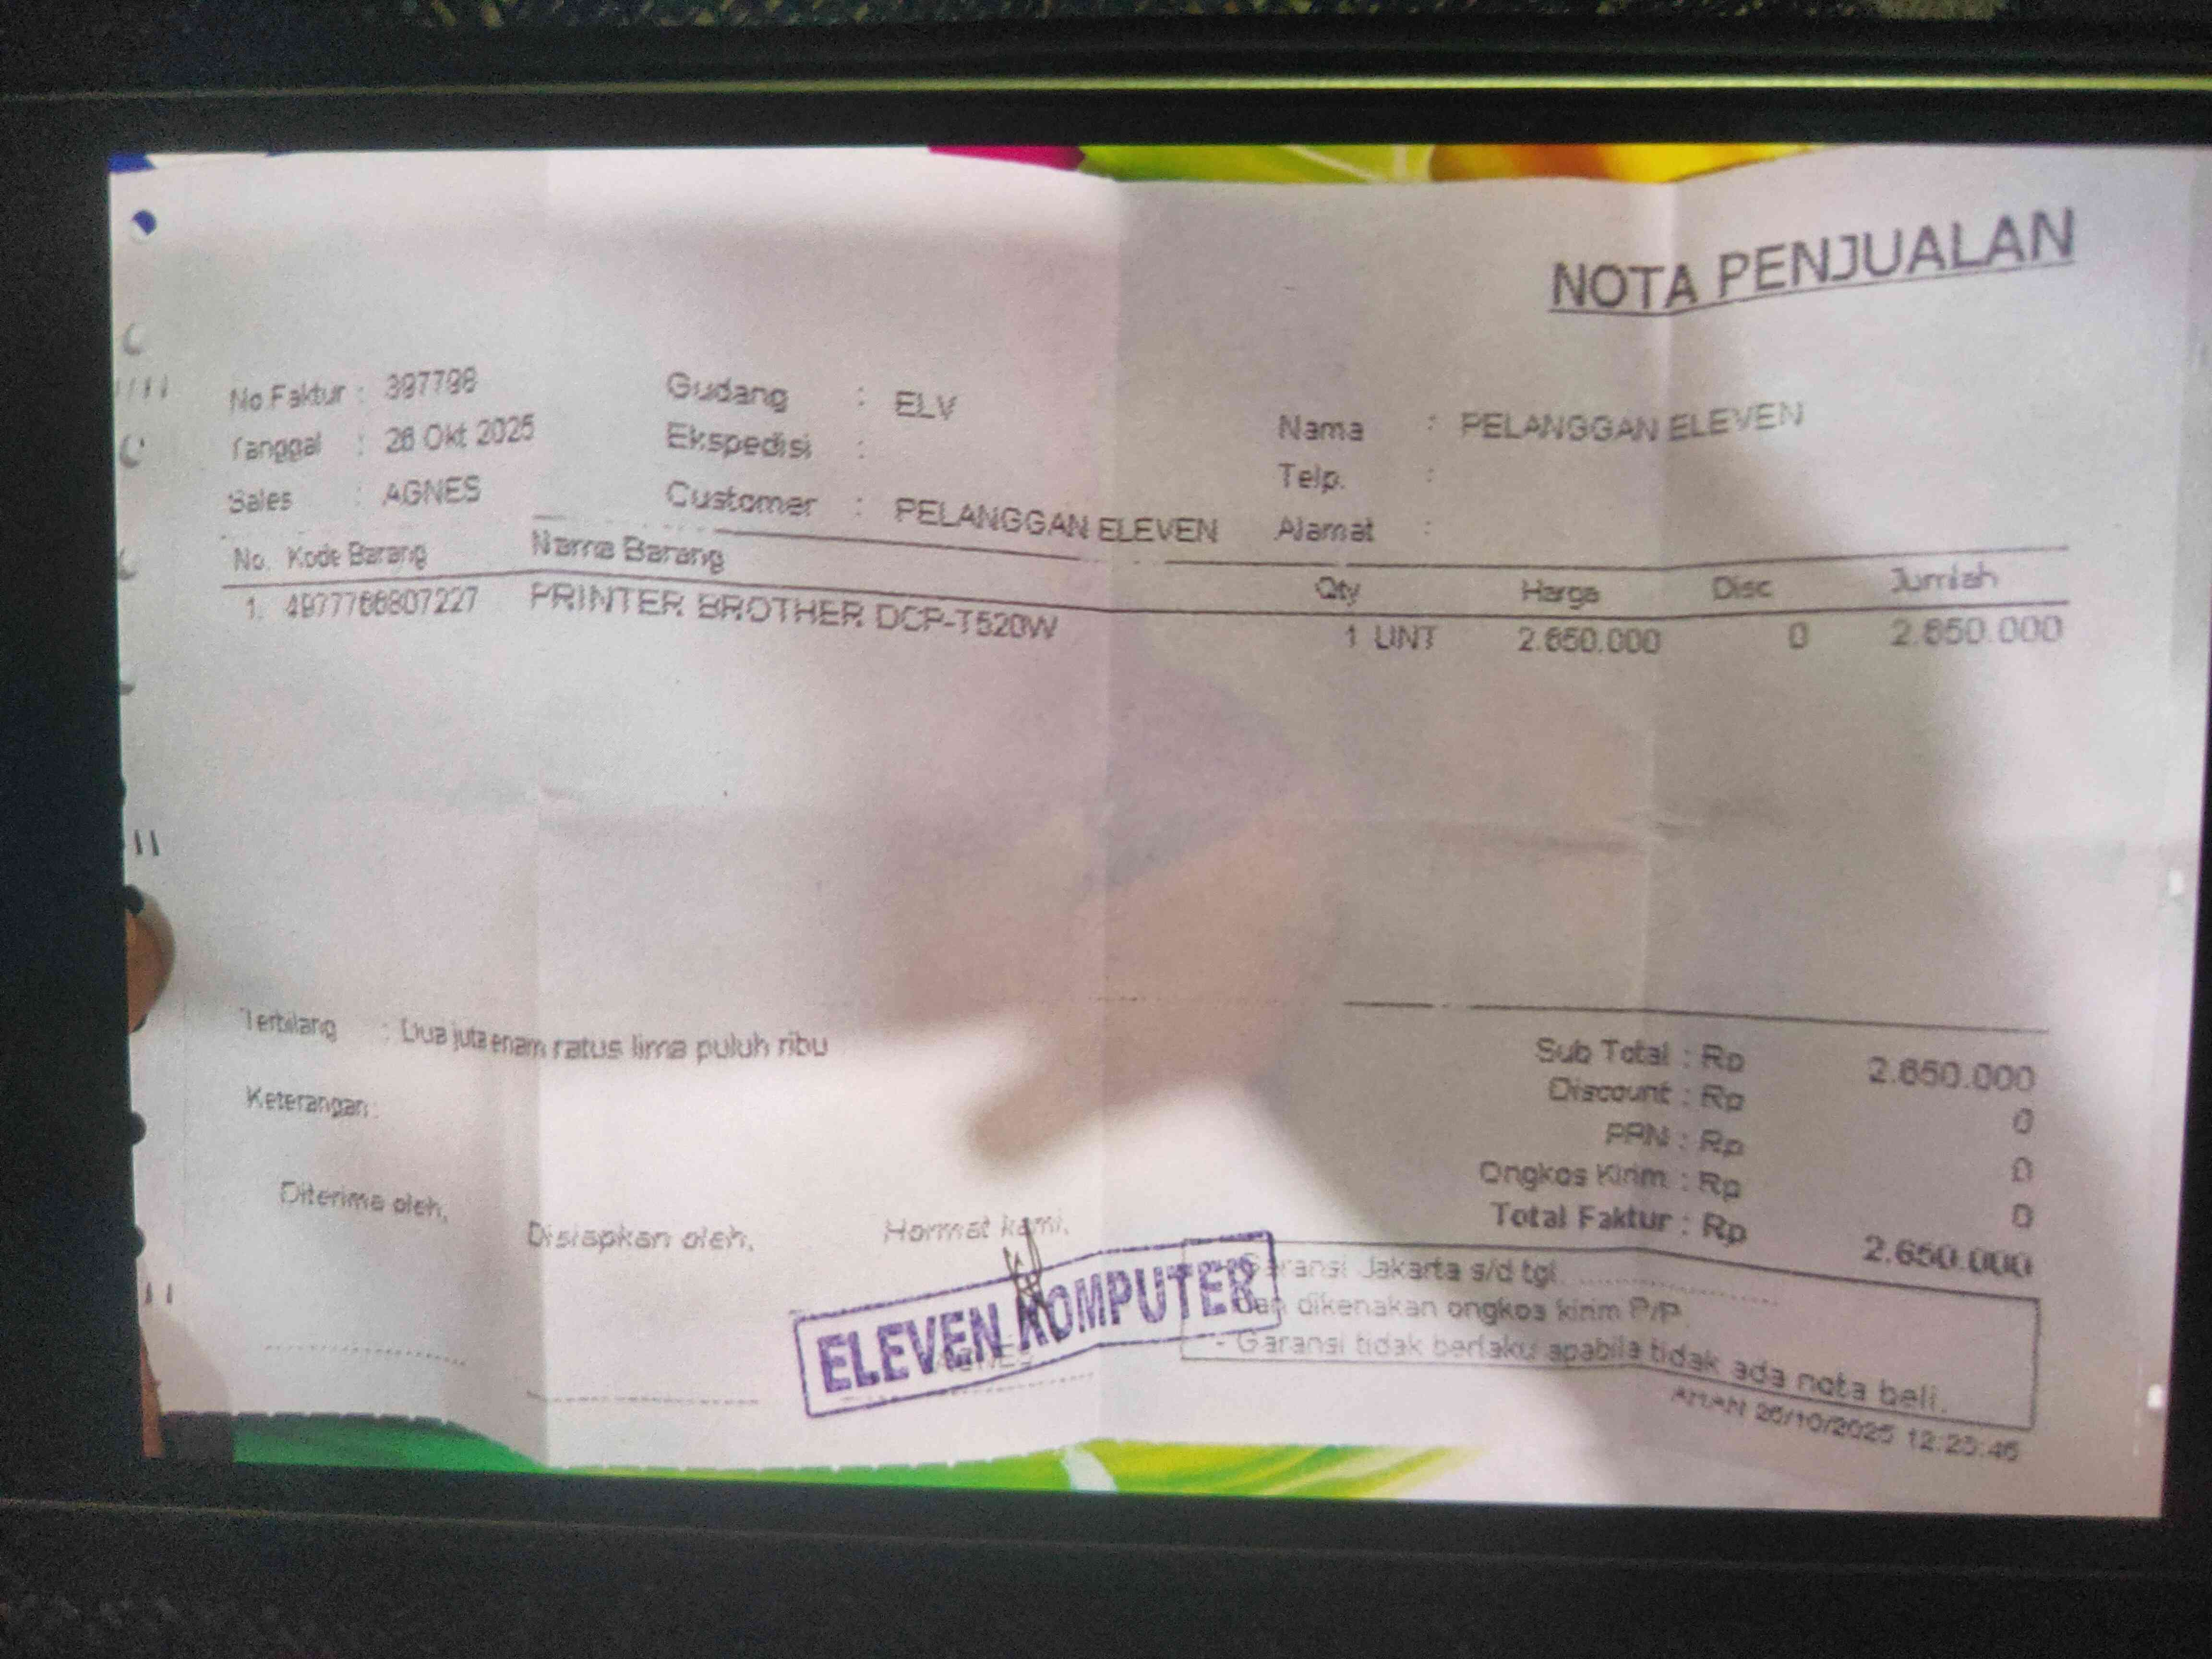 NOTA PENJUALAN
No.Faktur : 397798
Tanggal : 26 Okt 2025
Sales : AGNES
Gudang : ELV
Ekspedisi :
Customer : PELANGGAN ELEVEN
Nama : PELANGGAN ELEVEN
Telp. :
Alamat :
No. Kode Barang Nama Barang Qty Harga Disc Jumlah
1. 4977766807227 PRINTER BROTHER DCP-T520W 1 UNT 2.650.000 0 2.650.000
Terbilang : Dua juta enam ratus lima puluh ribu
Keterangan :
Sub Total : Rp 2.650.000
Discount : Rp 0
PPN : Rp 0
Ongkos Kirim : Rp 0
Total Faktur : Rp 2.650.000
Diterima oleh,
Disiapkan oleh,
Hormat kami,
AGNES
ELEVEN KOMPUTER
Garansi Jakarta s/d tgl.
dan dikenakan ongkos kirim P/P
- Garansi tidak berlaku apabila tidak ada nota beli.
26/10/2025